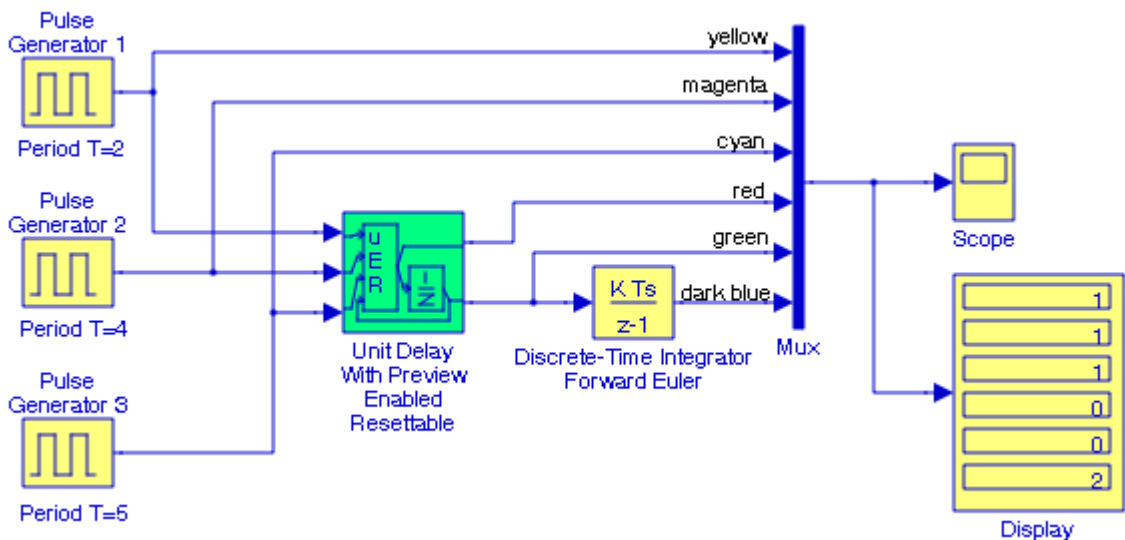 Pulse
Generator 1
Period T=2
Pulse
Generator 2
Period T=4
Pulse
Generator 3
Period T=5
u
E
R
1
z
Unit Delay
With Preview
Enabled
Resettable
K Ts
z-1
Discrete-Time Integrator
Forward Euler
yellow
magenta
cyan
red
green
dark blue
Mux
Scope
1
1
1
0
0
2
Display